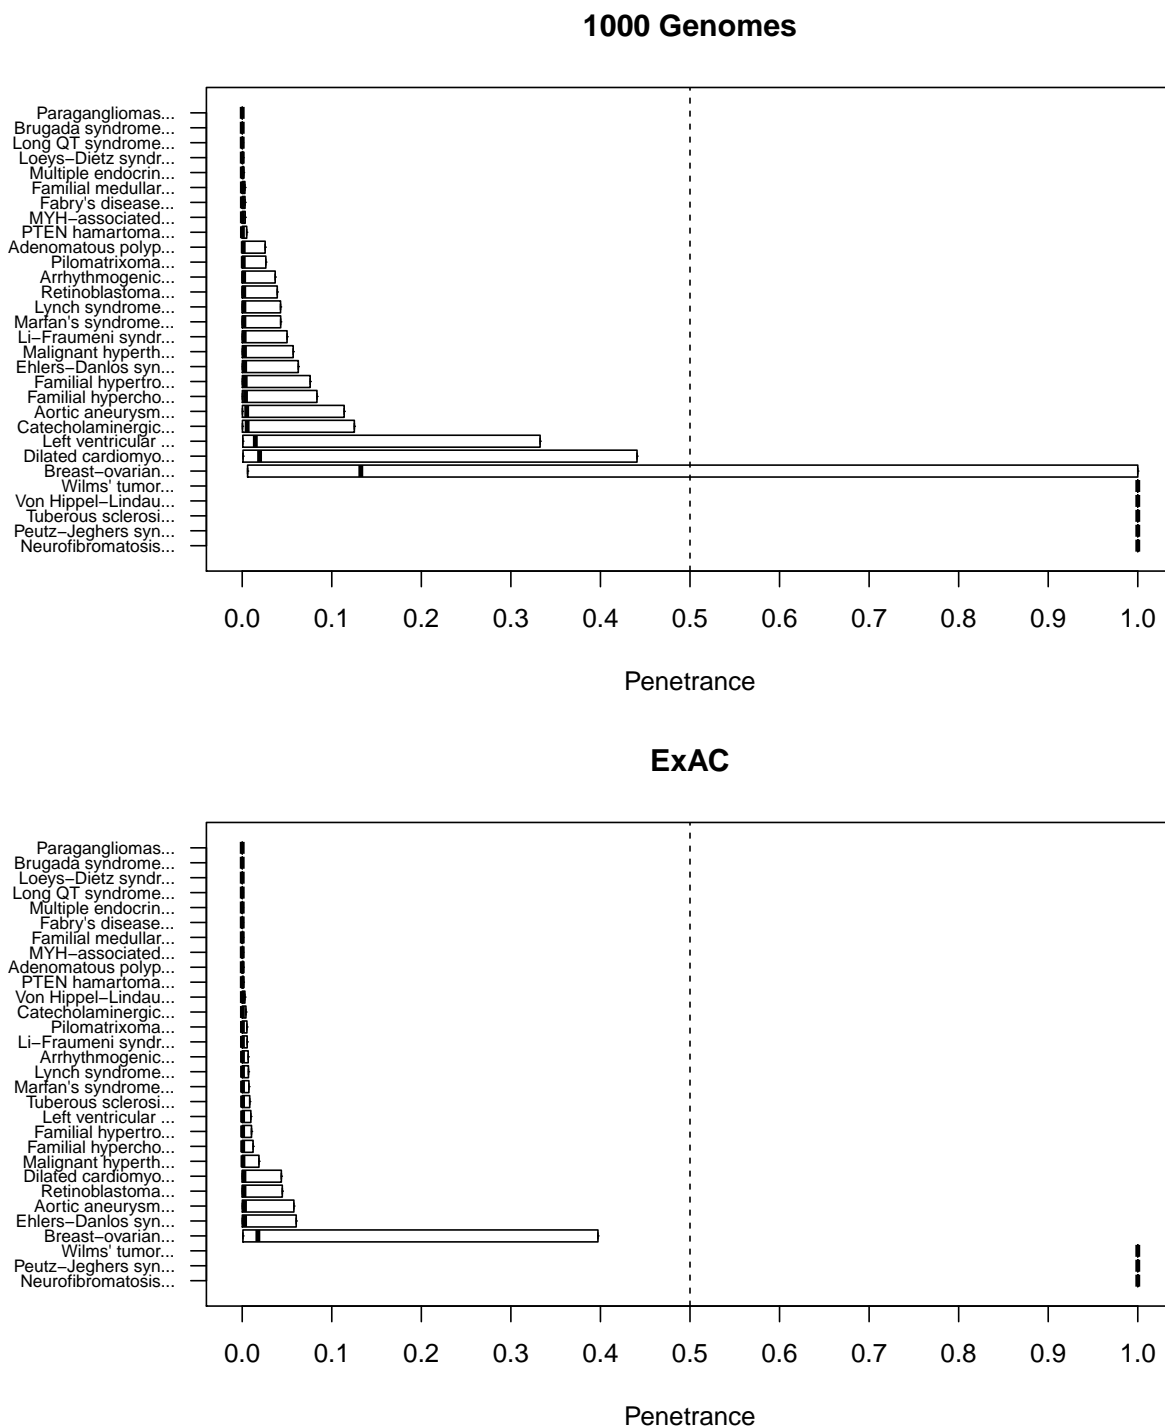 1000 Genomes
Paragangliomas...
Brugada syndrome...
Long QT syndrome...
Loeys−Dietz syndr...
Multiple endocrin...
Familial medullar...
Fabry's disease...
MYH−associated...
PTEN hamartoma...
Adenomatous polyp...
Pilomatrixoma...
Arrhythmogenic...
Retinoblastoma...
Lynch syndrome...
Marfan's syndrome...
Li−Fraumeni syndr...
Malignant hyperth...
Ehlers−Danlos syn...
Familial hypertro...
Familial hypercho...
Aortic aneurysm...
Catecholaminergic...
Left ventricular ...
Dilated cardiomyo...
Breast−ovarian...
Wilms' tumor...
Von Hippel−Lindau...
Tuberous sclerosi...
Peutz−Jeghers syn...
Neurofibromatosis...
0.0 0.1 0.2 0.3 0.4 0.5 0.6 0.7 0.8 0.9 1.0
Penetrance
ExAC
Paragangliomas...
Brugada syndrome...
Loeys−Dietz syndr...
Long QT syndrome...
Multiple endocrin...
Fabry's disease...
Familial medullar...
MYH−associated...
Adenomatous polyp...
PTEN hamartoma...
Von Hippel−Lindau...
Catecholaminergic...
Pilomatrixoma...
Li−Fraumeni syndr...
Arrhythmogenic...
Lynch syndrome...
Marfan's syndrome...
Tuberous sclerosi...
Left ventricular ...
Familial hypertro...
Familial hypercho...
Malignant hyperth...
Dilated cardiomyo...
Retinoblastoma...
Aortic aneurysm...
Ehlers−Danlos syn...
Breast−ovarian...
Wilms' tumor...
Peutz−Jeghers syn...
Neurofibromatosis...
0.0 0.1 0.2 0.3 0.4 0.5 0.6 0.7 0.8 0.9 1.0
Penetrance